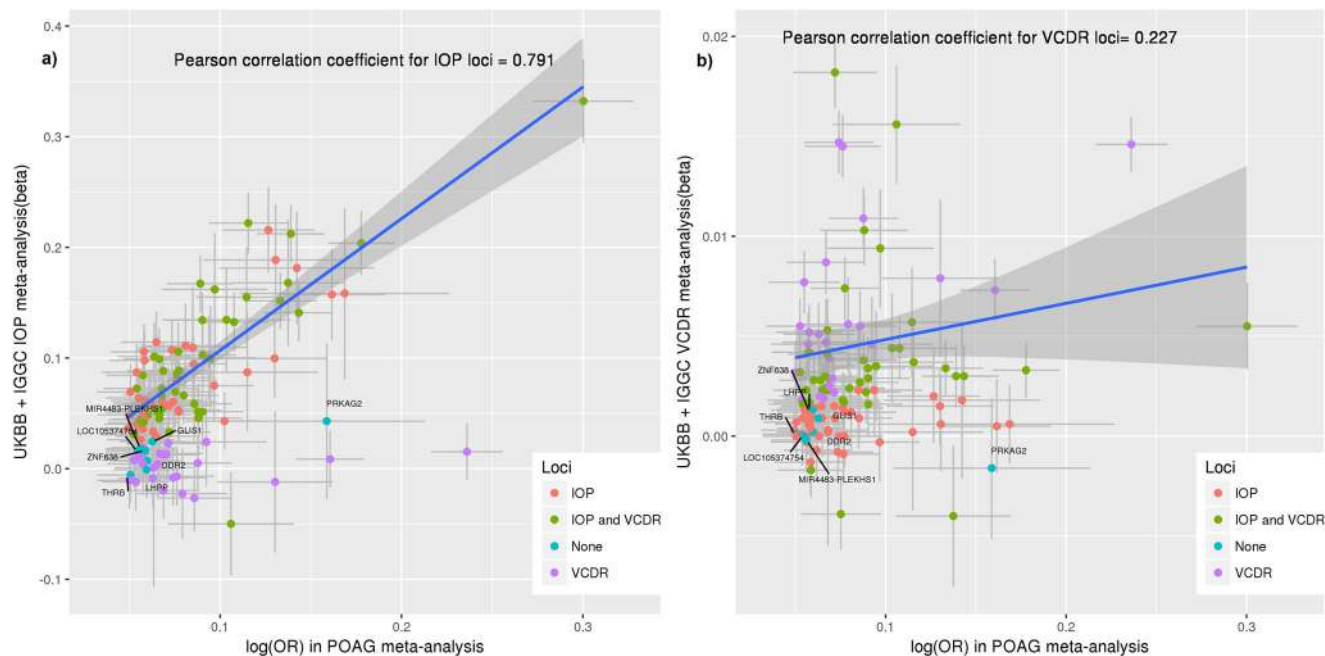 a)
Pearson correlation coefficient for IOP loci = 0.791
UKBB + IGGC IOP meta-analysis(beta)
0.4
0.3
0.2
0.1
0.0
-0.1
MIR4483-PLEKHS1
LOC105374754
ZNF638
THRB
LHPP
DDR2
GLIS1
PRKAG2
Loci
IOP
IOP and VCDR
None
VCDR
0.1
0.2
0.3
log(OR) in POAG meta-analysis
b)
Pearson correlation coefficient for VCDR loci= 0.227
UKBB + IGGC VCDR meta-analysis(beta)
0.02
0.01
0.00
ZNF638
LHPP
THRB
GLIS1
DDR2
LOC105374754
MIR4483-PLEKHS1
PRKAG2
Loci
IOP
IOP and VCDR
None
VCDR
0.1
0.2
0.3
log(OR) in POAG meta-analysis